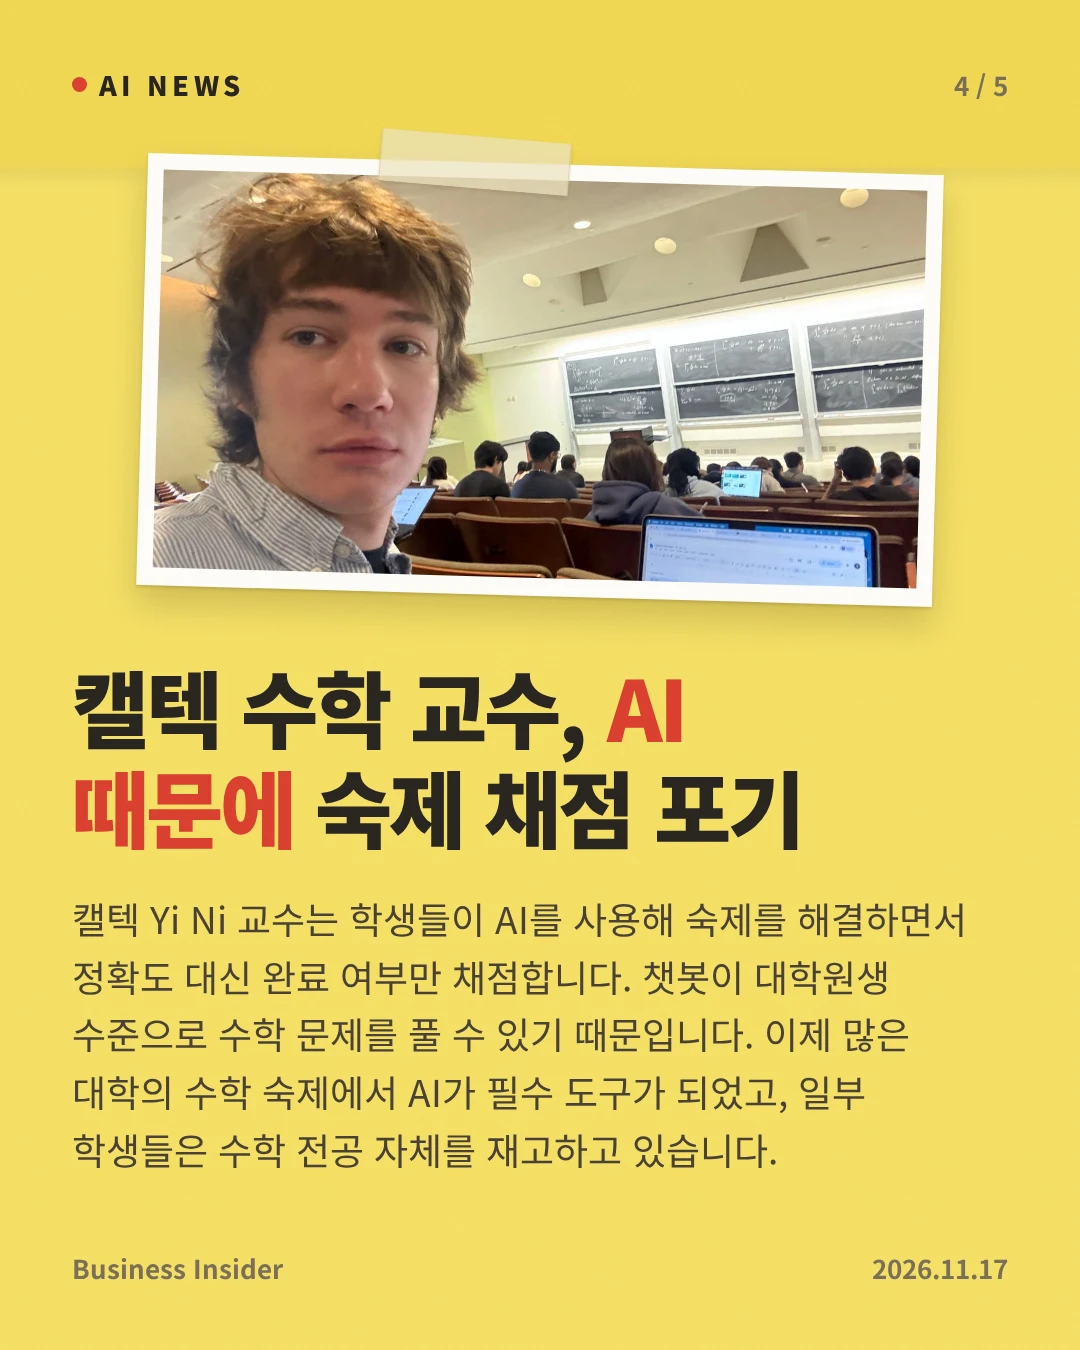 AI NEWS
4 / 5
캘텍 수학 교수, AI
때문에 숙제 채점 포기
캘텍 Yi Ni 교수는 학생들이 AI를 사용해 숙제를 해결하면서
정확도 대신 완료 여부만 채점합니다. 챗봇이 대학원생
수준으로 수학 문제를 풀 수 있기 때문입니다. 이제 많은
대학의 수학 숙제에서 AI가 필수 도구가 되었고, 일부
학생들은 수학 전공 자체를 재고하고 있습니다.
Business Insider
2026.11.17